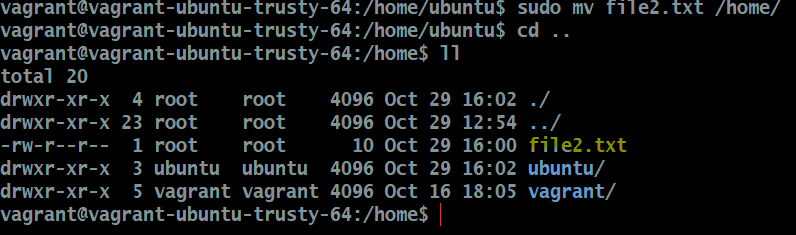 vagrant@vagrant-ubuntu-trusty-64:/home/ubuntu$ sudo mv file2.txt /home/
vagrant@vagrant-ubuntu-trusty-64:/home/ubuntu$ cd ..
vagrant@vagrant-ubuntu-trusty-64:/home$ ll
total 20
drwxr-xr-x  4 root    root    4096 Oct 29 16:02 ./
drwxr-xr-x 23 root    root    4096 Oct 29 12:54 ../
-rw-r--r--  1 root    root      10 Oct 29 16:00 file2.txt
drwxr-xr-x  3 ubuntu  ubuntu  4096 Oct 29 16:02 ubuntu/
drwxr-xr-x  5 vagrant vagrant 4096 Oct 16 18:05 vagrant/
vagrant@vagrant-ubuntu-trusty-64:/home$